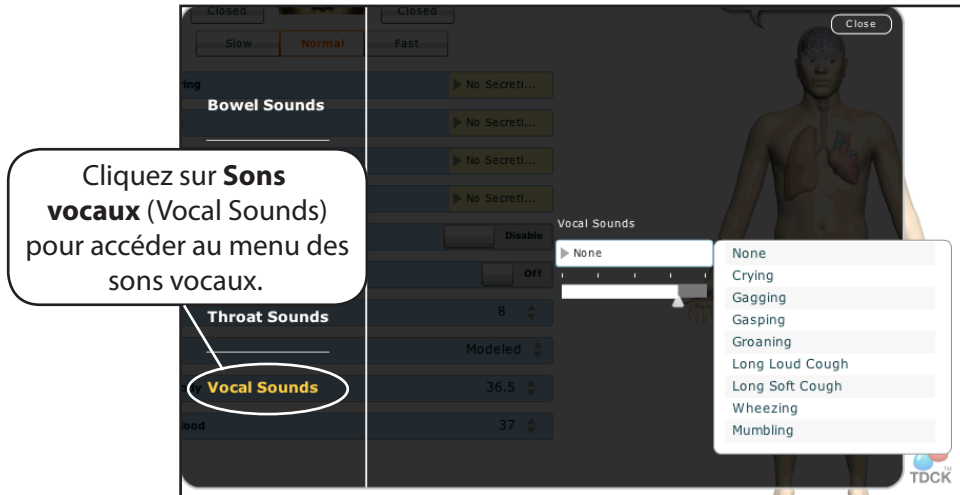 Closed
Closed
Close
Slow
Normal
Fast
No Secreti...
Bowel Sounds
No Secreti...
No Secreti...
Cliquez sur Sons
vocaux (Vocal Sounds)
pour accéder au menu des
sons vocaux.
No Secreti...
Disable
Off
Throat Sounds
8
Modeled
Vocal Sounds
36.5
37
Vocal Sounds
None
None
Crying
Gagging
Gasping
Groaning
Long Loud Cough
Long Soft Cough
Wheezing
Mumbling
TDCK